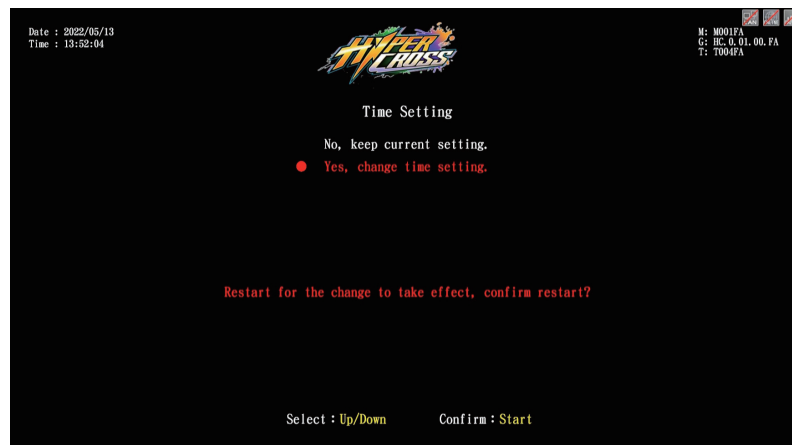 Date : 2022/05/13
Time : 13:52:04
HYPER
CROSS
M: M001FA
G: HC.0.01.00.FA
T: T004FA
Time Setting
No, keep current setting.
Yes, change time setting.
Restart for the change to take effect, confirm restart?
Select：Up/Down
Confirm：Start